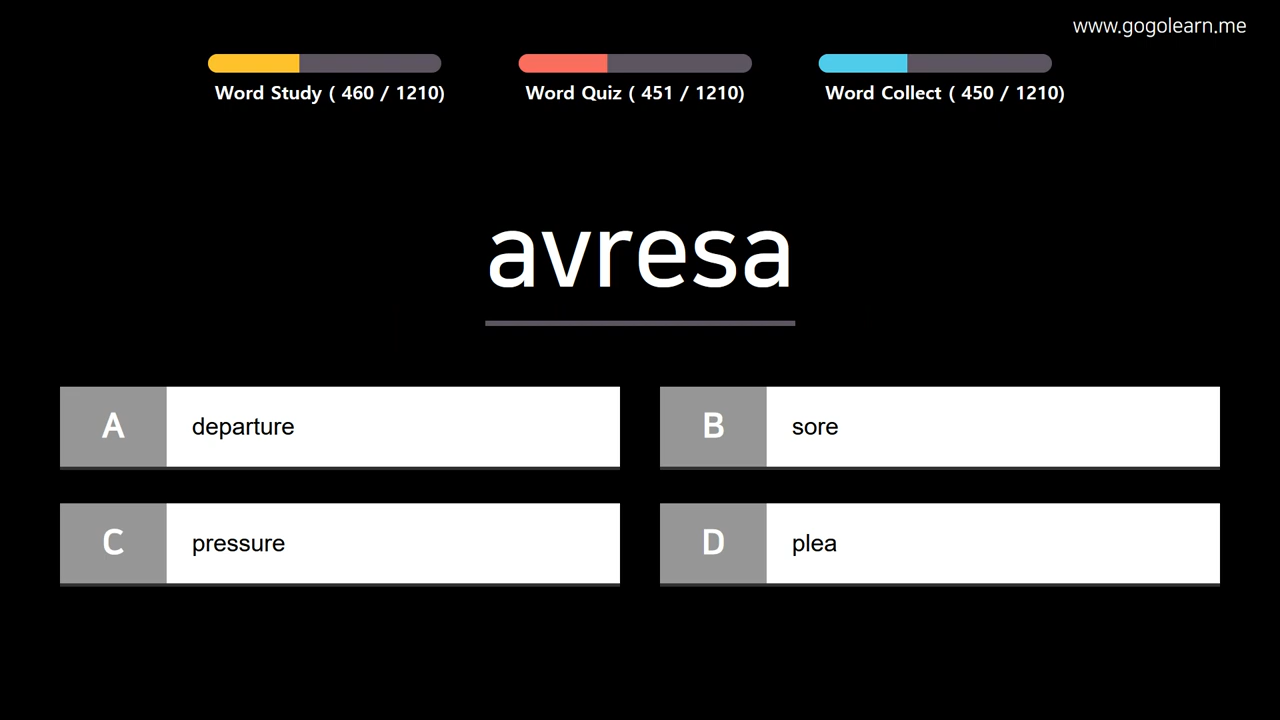 www.gogolearn.me
Word Study ( 460 / 1210)
Word Quiz ( 451 / 1210)
Word Collect ( 450 / 1210)
avresa
A departure
B sore
C pressure
D plea